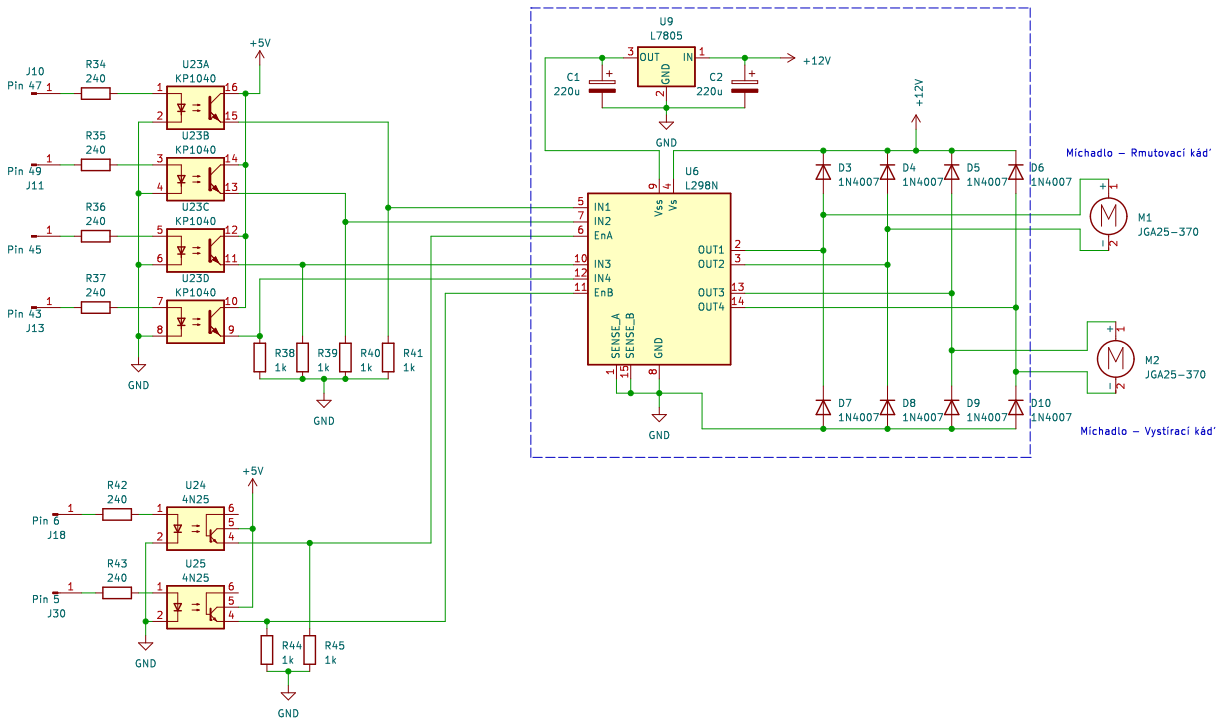 J10
Pin 47
1
R34
240
U23A
KP1040
1
2
16
15
+5V
R35
240
U23B
KP1040
1
Pin 49
J11
3
4
14
13
R36
240
U23C
KP1040
1
Pin 45
5
6
12
11
R37
240
U23D
KP1040
1
Pin 43
J13
7
8
10
9
GND
R38
1k
R39
1k
R40
1k
R41
1k
GND
U9
L7805
3
OUT
IN
1
GND
2
C1
220u
+
C2
220u
+
+12V
GND
+12V
U6
L298N
9
4
Vss
Vs
5
IN1
7
IN2
6
EnA
10
IN3
12
IN4
11
EnB
OUT1
2
OUT2
3
OUT3
13
OUT4
14
SENSE_A
SENSE_B
GND
1
15
8
GND
D3
1N4007
D4
1N4007
D5
1N4007
D6
1N4007
D7
1N4007
D8
1N4007
D9
1N4007
D10
1N4007
Míchadlo – Rmutovací káď
+
1
M
M1
JGA25-370
–
2
+
1
M
M2
JGA25-370
–
2
Míchadlo – Vystírací káď
+5V
R42
240
U24
4N25
1
Pin 6
J18
1
2
6
5
4
R43
240
U25
4N25
1
Pin 5
J30
1
2
6
5
4
GND
R44
1k
R45
1k
GND